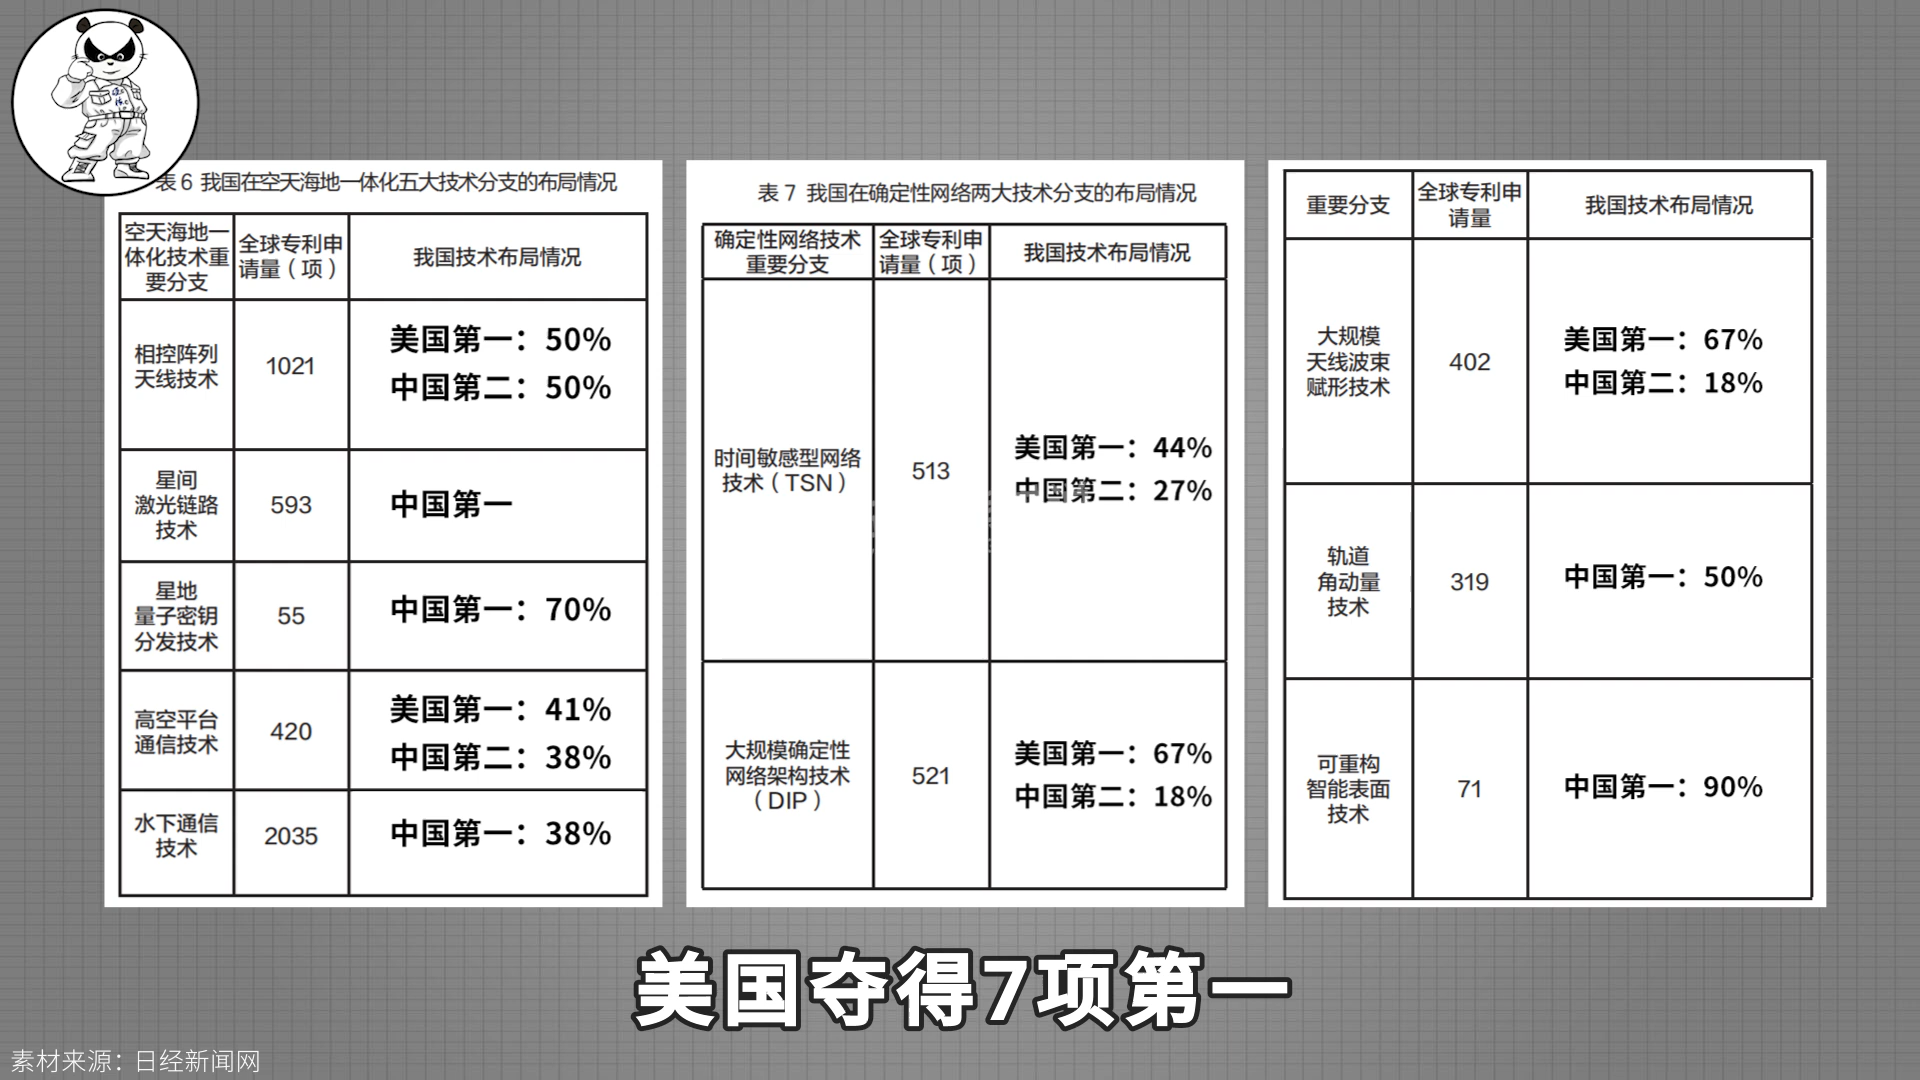 表 6 我国在空天海地一体化五大技术分支的布局情况
空天海地一
体化技术重
要分支
全球专利申
请量（项）
我国技术布局情况
相控阵列
天线技术
1021
美国第一：50%
中国第二：50%
星间
激光链路
技术
593
中国第一
星地
量子密钥
分发技术
55
中国第一：70%
高空平台
通信技术
420
美国第一：41%
中国第二：38%
水下通信
技术
2035
中国第一：38%
表 7 我国在确定性网络两大技术分支的布局情况
确定性网络技术
重要分支
全球专利申
请量（项）
我国技术布局情况
时间敏感型网络
技术（TSN）
513
美国第一：44%
中国第二：27%
大规模确定性
网络架构技术
（DIP）
521
美国第一：67%
中国第二：18%
重要分支
全球专利申
请量
我国技术布局情况
大规模
天线波束
赋形技术
402
美国第一：67%
中国第二：18%
轨道
角动量
技术
319
中国第一：50%
可重构
智能表面
技术
71
中国第一：90%
美国夺得7项第一
素材来源：日经新闻网